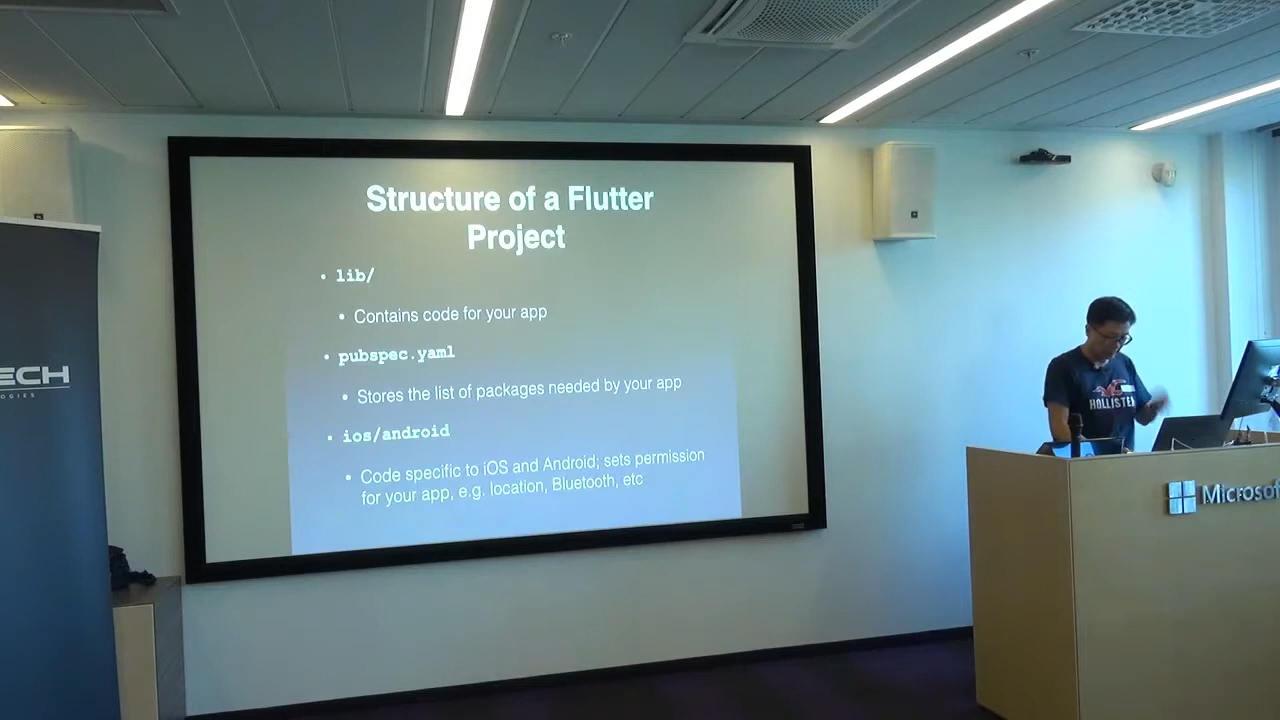 Structure of a Flutter
Project
• lib/
• Contains code for your app
• pubspec.yaml
• Stores the list of packages needed by your app
• ios/android
• Code specific to iOS and Android; sets permission
for your app, e.g. location, Bluetooth, etc
ECH
OGIES
HOLLISTE
Microsof